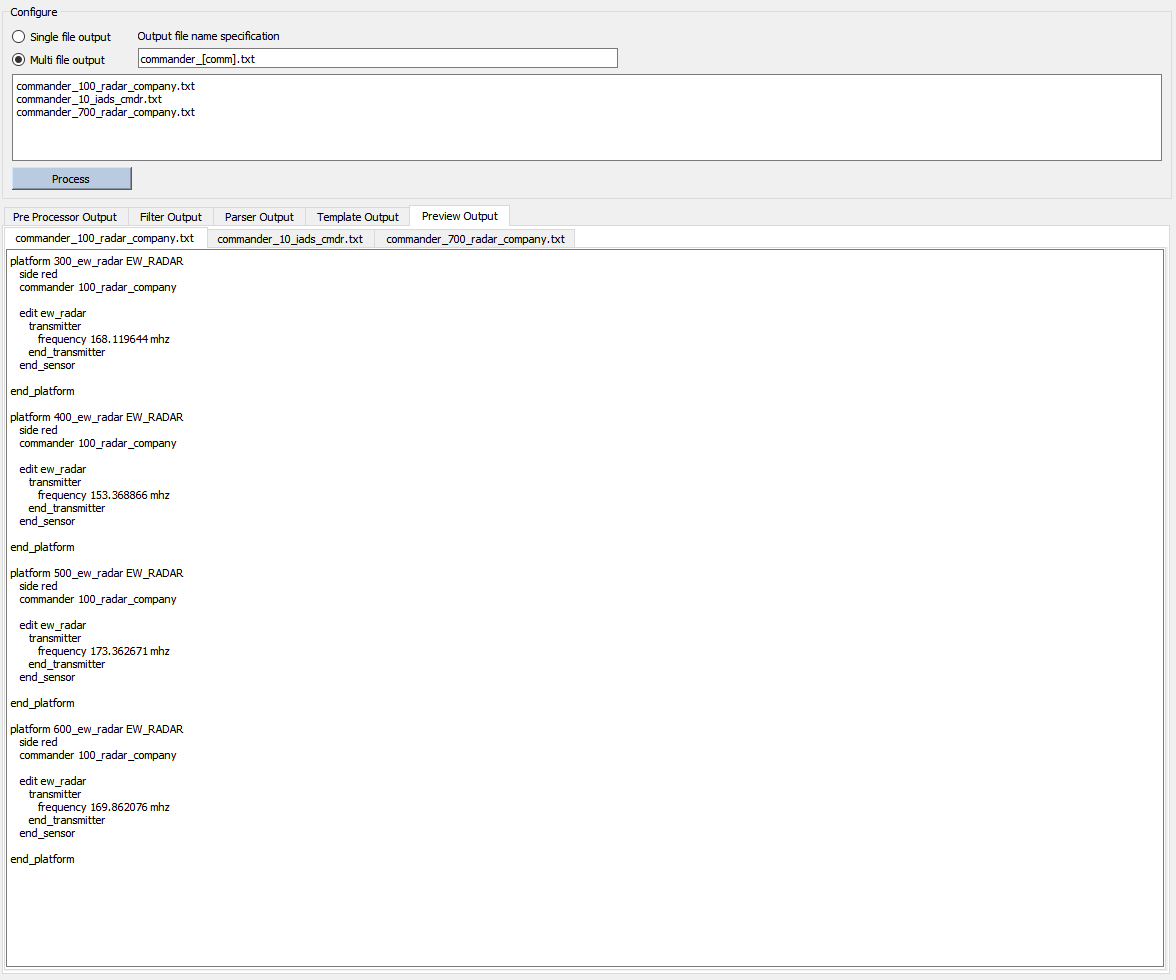 Configure
Single file output
Output file name specification
Multi file output
commander_[comm].txt
commander_100_radar_company.txt
commander_10_iads_cmdr.txt
commander_700_radar_company.txt
Process
Pre Processor Output Filter Output Parser Output Template Output Preview Output
commander_100_radar_company.txt commander_10_iads_cmdr.txt commander_700_radar_company.txt
platform 300_ew_radar EW_RADAR
side red
commander 100_radar_company
edit ew_radar
transmitter
frequency 168.119644 mhz
end_transmitter
end_sensor
end_platform
platform 400_ew_radar EW_RADAR
side red
commander 100_radar_company
edit ew_radar
transmitter
frequency 153.368866 mhz
end_transmitter
end_sensor
end_platform
platform 500_ew_radar EW_RADAR
side red
commander 100_radar_company
edit ew_radar
transmitter
frequency 173.362671 mhz
end_transmitter
end_sensor
end_platform
platform 600_ew_radar EW_RADAR
side red
commander 100_radar_company
edit ew_radar
transmitter
frequency 169.862076 mhz
end_transmitter
end_sensor
end_platform